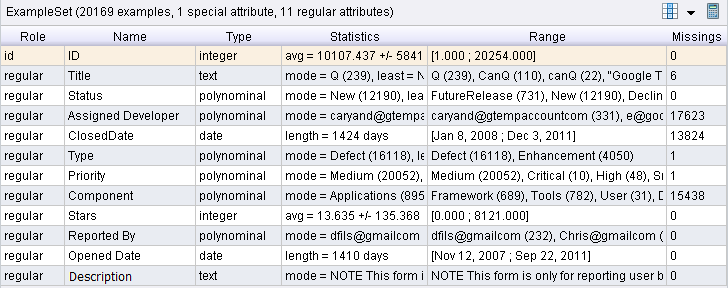 ExampleSet (20169 examples, 1 special attribute, 11 regular attributes)
Role Name Type Statistics Range Missings
id ID integer avg = 10107.437 +/- 5841 [1.000 ; 20254.000] 0
regular Title text mode = Q (239), least = N Q (239), CanQ (110), canQ (22), "Google T 6
regular Status polynominal mode = New (12190), lea FutureRelease (731), New (12190), Declin 0
regular Assigned Developer polynominal mode = caryand@gtemp caryand@gtempaccountcom (331), e@goo 17623
regular ClosedDate date length = 1424 days [Jan 8, 2008 ; Dec 3, 2011] 13824
regular Type polynominal mode = Defect (16118), le Defect (16118), Enhancement (4050) 1
regular Priority polynominal mode = Medium (20052), Medium (20052), Critical (10), High (48), Sr 1
regular Component polynominal mode = Applications (895 Framework (689), Tools (782), User (31), D 15438
regular Stars integer avg = 13.635 +/- 135.368 [0.000 ; 8121.000] 0
regular Reported By polynominal mode = dfils@gmailcom dfils@gmailcom (232), Chris@gmailcom ( 0
regular Opened Date date length = 1410 days [Nov 12, 2007 ; Sep 22, 2011] 0
regular Description text mode = NOTE This form i NOTE This form is only for reporting user b 0